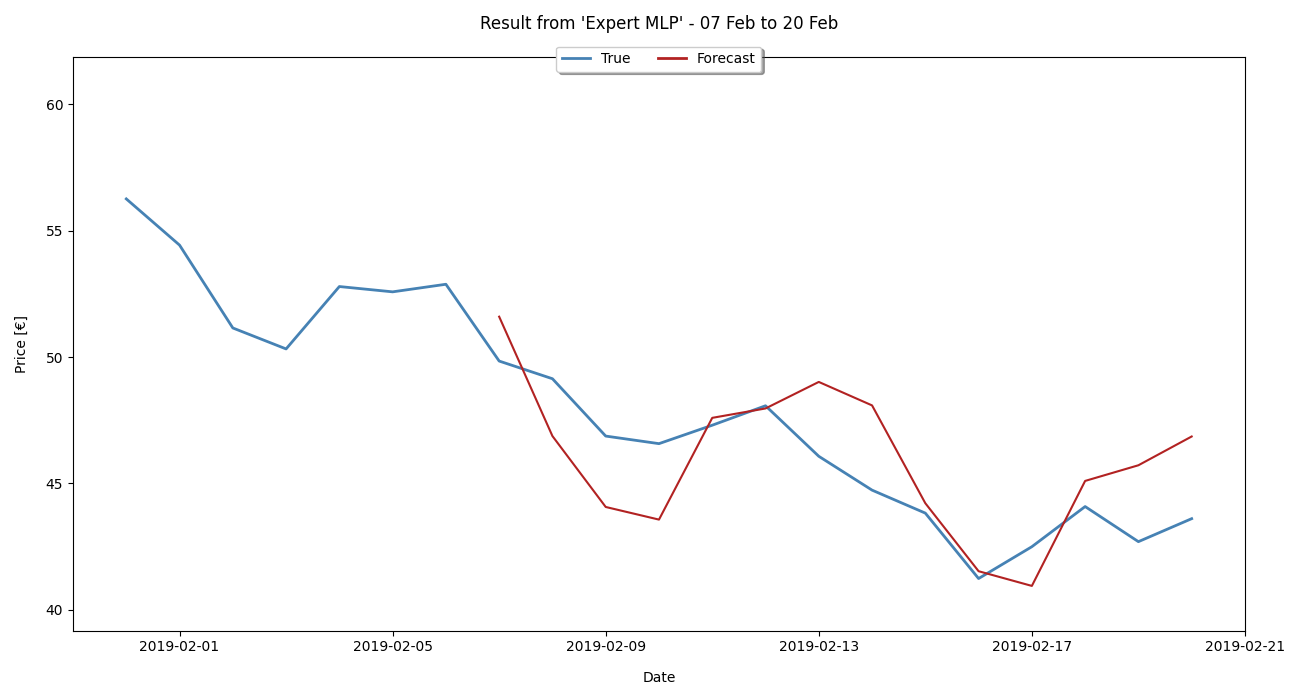 Result from 'Expert MLP' - 07 Feb to 20 Feb
True Forecast
60
55
50
45
40
Price [€]
2019-02-01 2019-02-05 2019-02-09 2019-02-13 2019-02-17 2019-02-21
Date